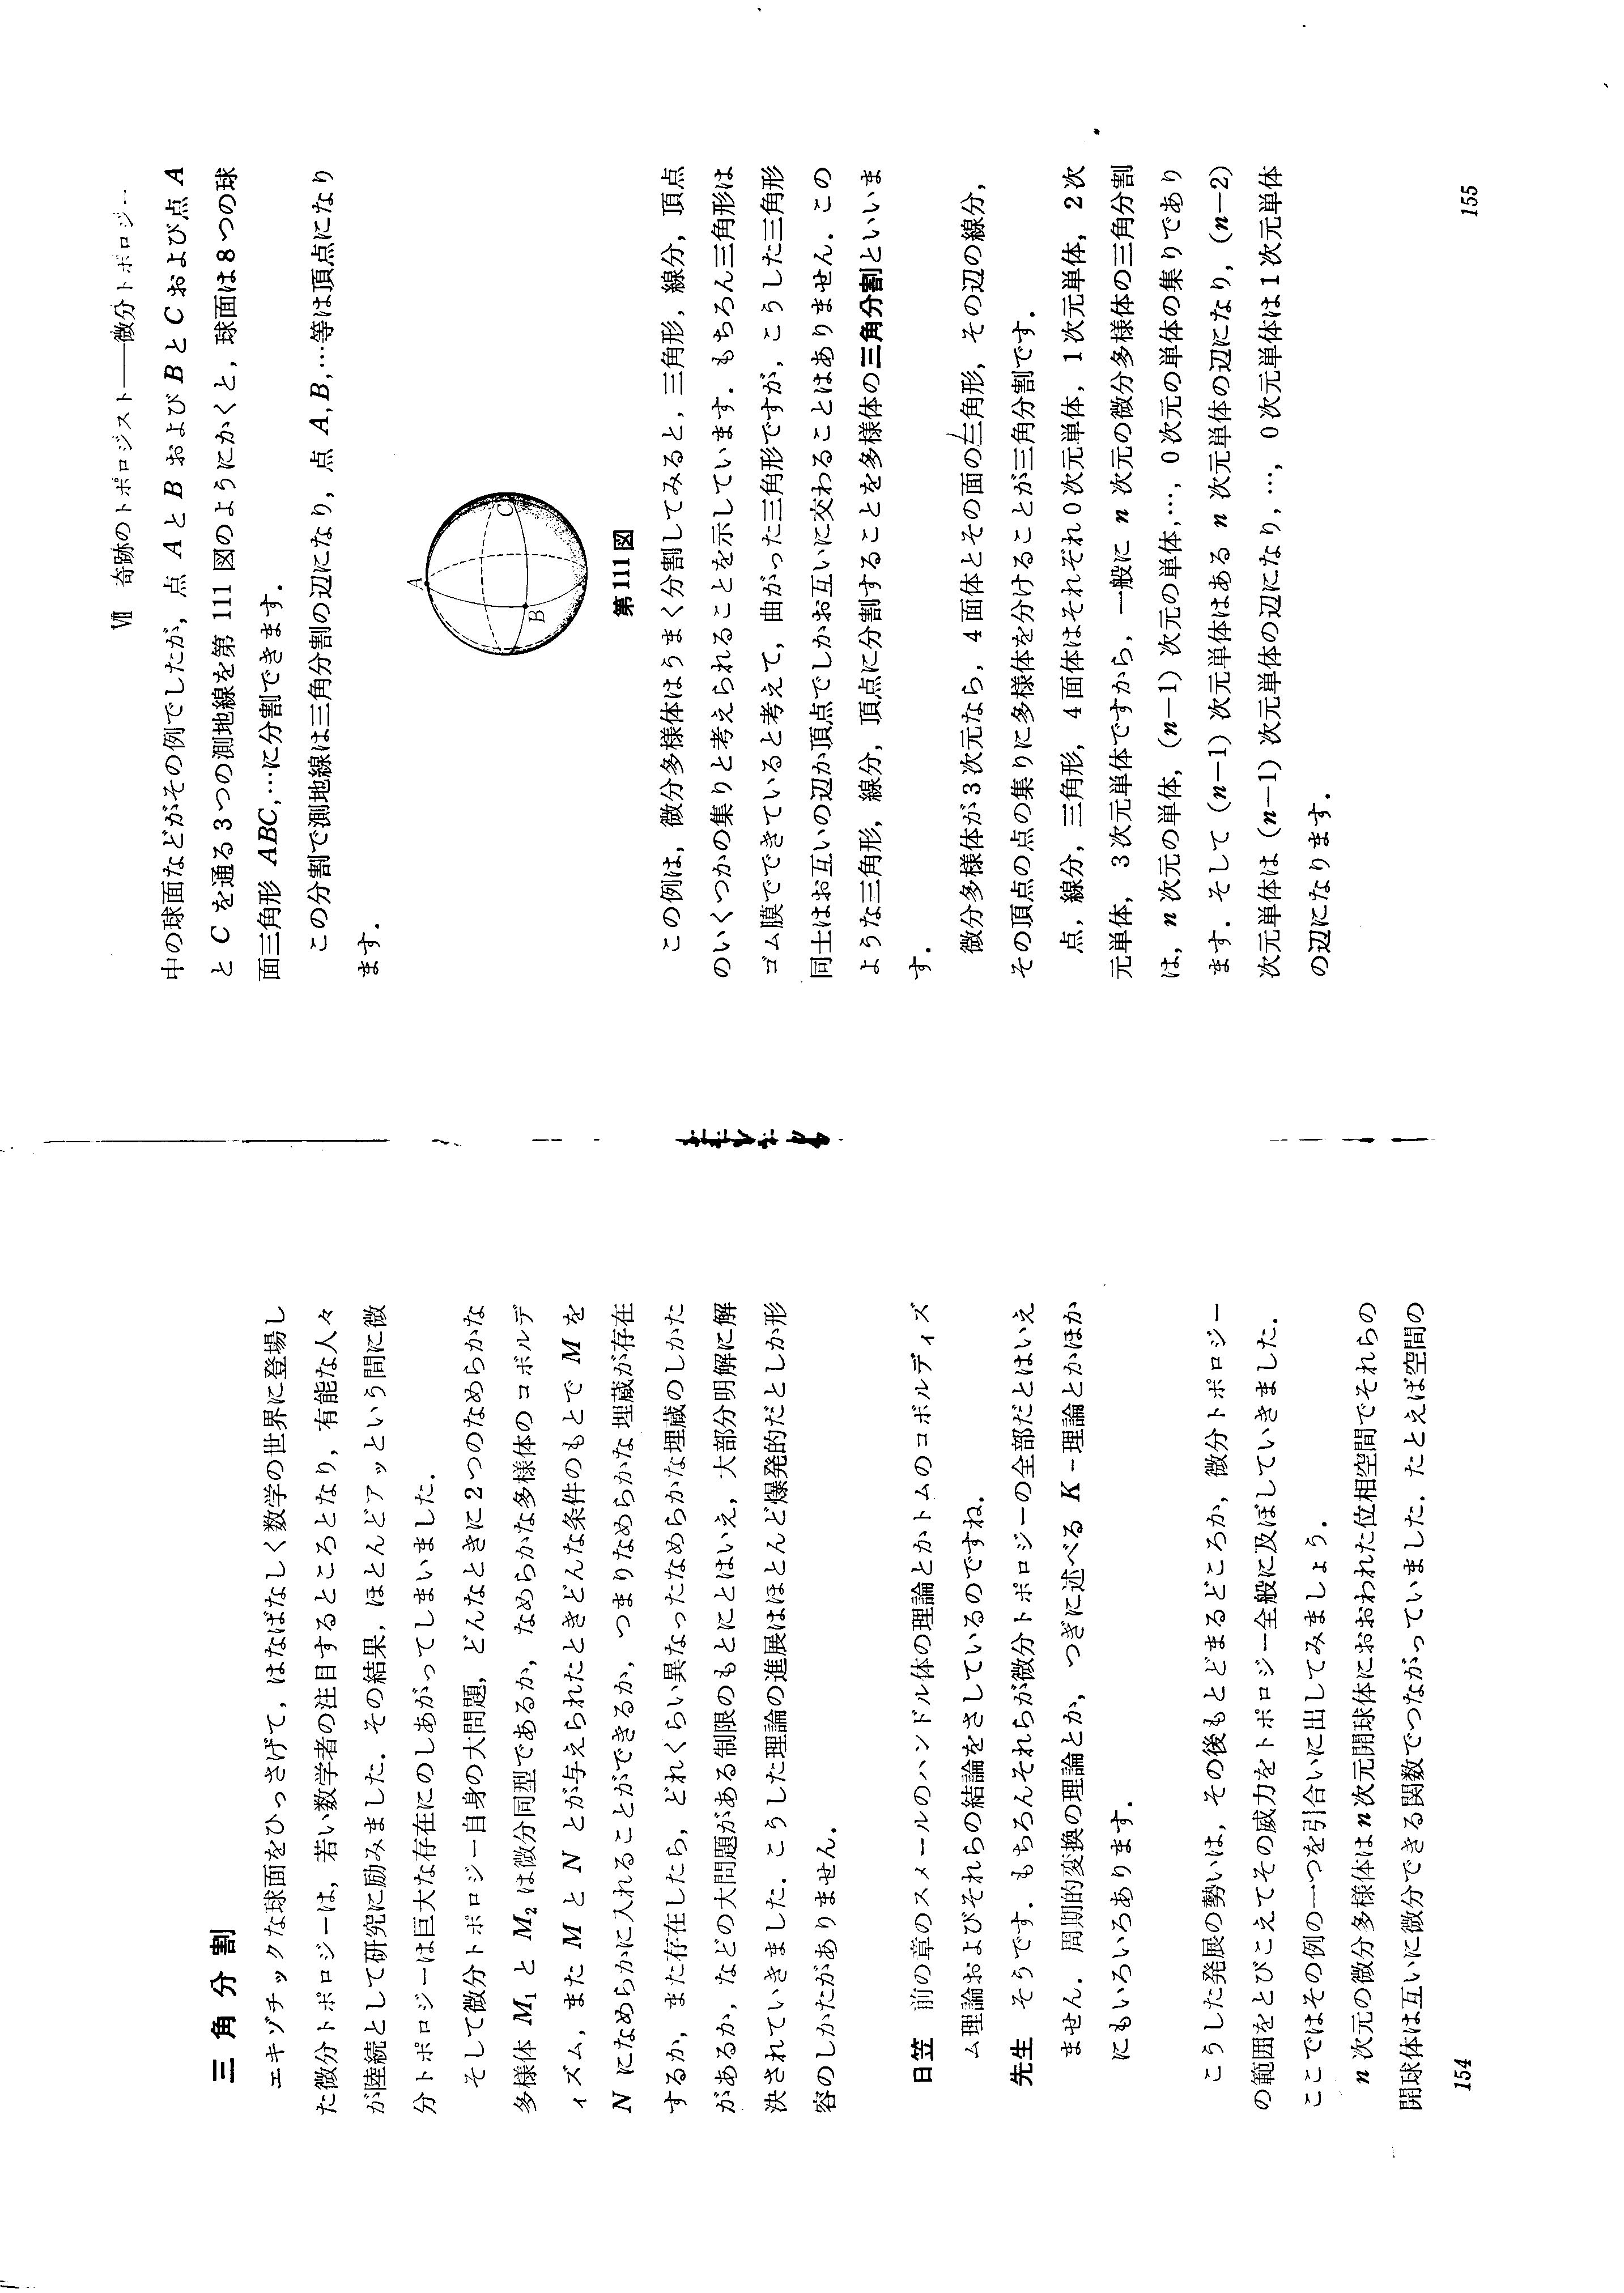 三角分割
エキゾチックな球面をひっさげて，はなばなしく数学の世界に登場し
た微分トポロジーは，若い数学者の注目するところとなり，有能な人々
が陸続として研究に励みました．その結果，ほとんどアッという間に微
分トポロジーは巨大な存在にのしあがってしまいました．
そして微分トポロジー自身の大問題，どんなときに2つのなめらかな
多様体 M₁ と M₂ は微分同型であるか，なめらかな多様体のコボルデ
ィズム，また M と N とが与えられたときどんな条件のもとで M を
N になめらかに入れることができるか，つまりなめらかな埋蔵が存在
するか，また存在したら，どれくらい異なったなめらかな埋蔵のしかた
があるか，などの大問題がある制限のもとにとはいえ，大部分明解に解
決されていきました．こうした理論の進展はほとんど爆発的だとしか形
容のしかたがありません．
日笠　前の章のスメールのハンドル体の理論とかトムのコボルディズ
ム理論およびそれらの結論をさしているのですね．
先生　そうです．もちろんそれらが微分トポロジーの全部だとはいえ
ません．周期的変換の理論とか，つぎに述べる K－理論とかほか
にもいろいろあります．
こうした発展の勢いは，その後もとどまるどころか，微分トポロジー
の範囲をとびこえてその威力をトポロジー全般に及ぼしていきました．
ここではその例の一つを引合いに出してみましょう．
n 次元の微分多様体は n 次元開球体におおわれた位相空間でそれらの
開球体は互いに微分できる関数でつながっていました．たとえば空間の
154
Ⅶ　奇跡のトポロジスト――微分トポロジー
中の球面などがその例でしたが，点 A と B および B と C および点 A
と C を通る3つの測地線を第 111 図のようにかくと，球面は8つの球
面三角形 ABC,…に分割できます．
この分割で測地線は三角分割の辺になり，点 A, B,…等は頂点になり
ます．
A
B
C
第111図
この例は，微分多様体はうまく分割してみると，三角形，線分，頂点
のいくつかの集りと考えられることを示しています．もちろん三角形は
ゴム膜でできていると考えて，曲がった三角形ですが，こうした三角形
同士はお互いの辺か頂点でしかお互いに交わることはありません．この
ような三角形，線分，頂点に分割することを多様体の三角分割といいま
す．
微分多様体が3次元なら，4面体とその面の三角形，その辺の線分，
その頂点の点の集りに多様体を分けることが三角分割です．
点，線分，三角形，4面体はそれぞれ0次元単体，1次元単体，2次
元単体，3次元単体ですから，一般に n 次元の微分多様体の三角分割
は，n 次元の単体，(n−1) 次元の単体,…，0次元の単体の集りであり
ます．そして (n−1) 次元単体はある n 次元単体の辺になり，(n−2)
次元単体は (n−1) 次元単体の辺になり，…，0次元単体は1次元単体
の辺になります．
155